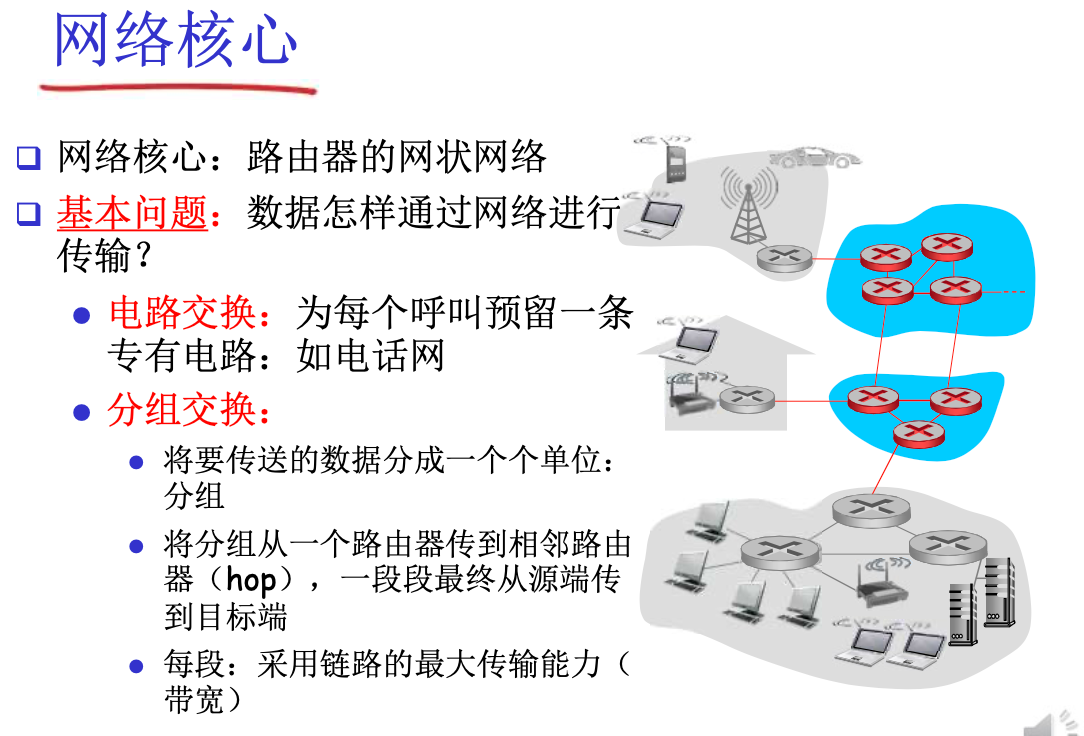 网络核心
网络核心：路由器的网状网络
基本问题：数据怎样通过网络进行
传输？
电路交换：为每个呼叫预留一条
专有电路：如电话网
分组交换：
将要传送的数据分成一个个单位：
分组
将分组从一个路由器传到相邻路由
器（hop），一段段最终从源端传
到目标端
每段：采用链路的最大传输能力（
带宽）